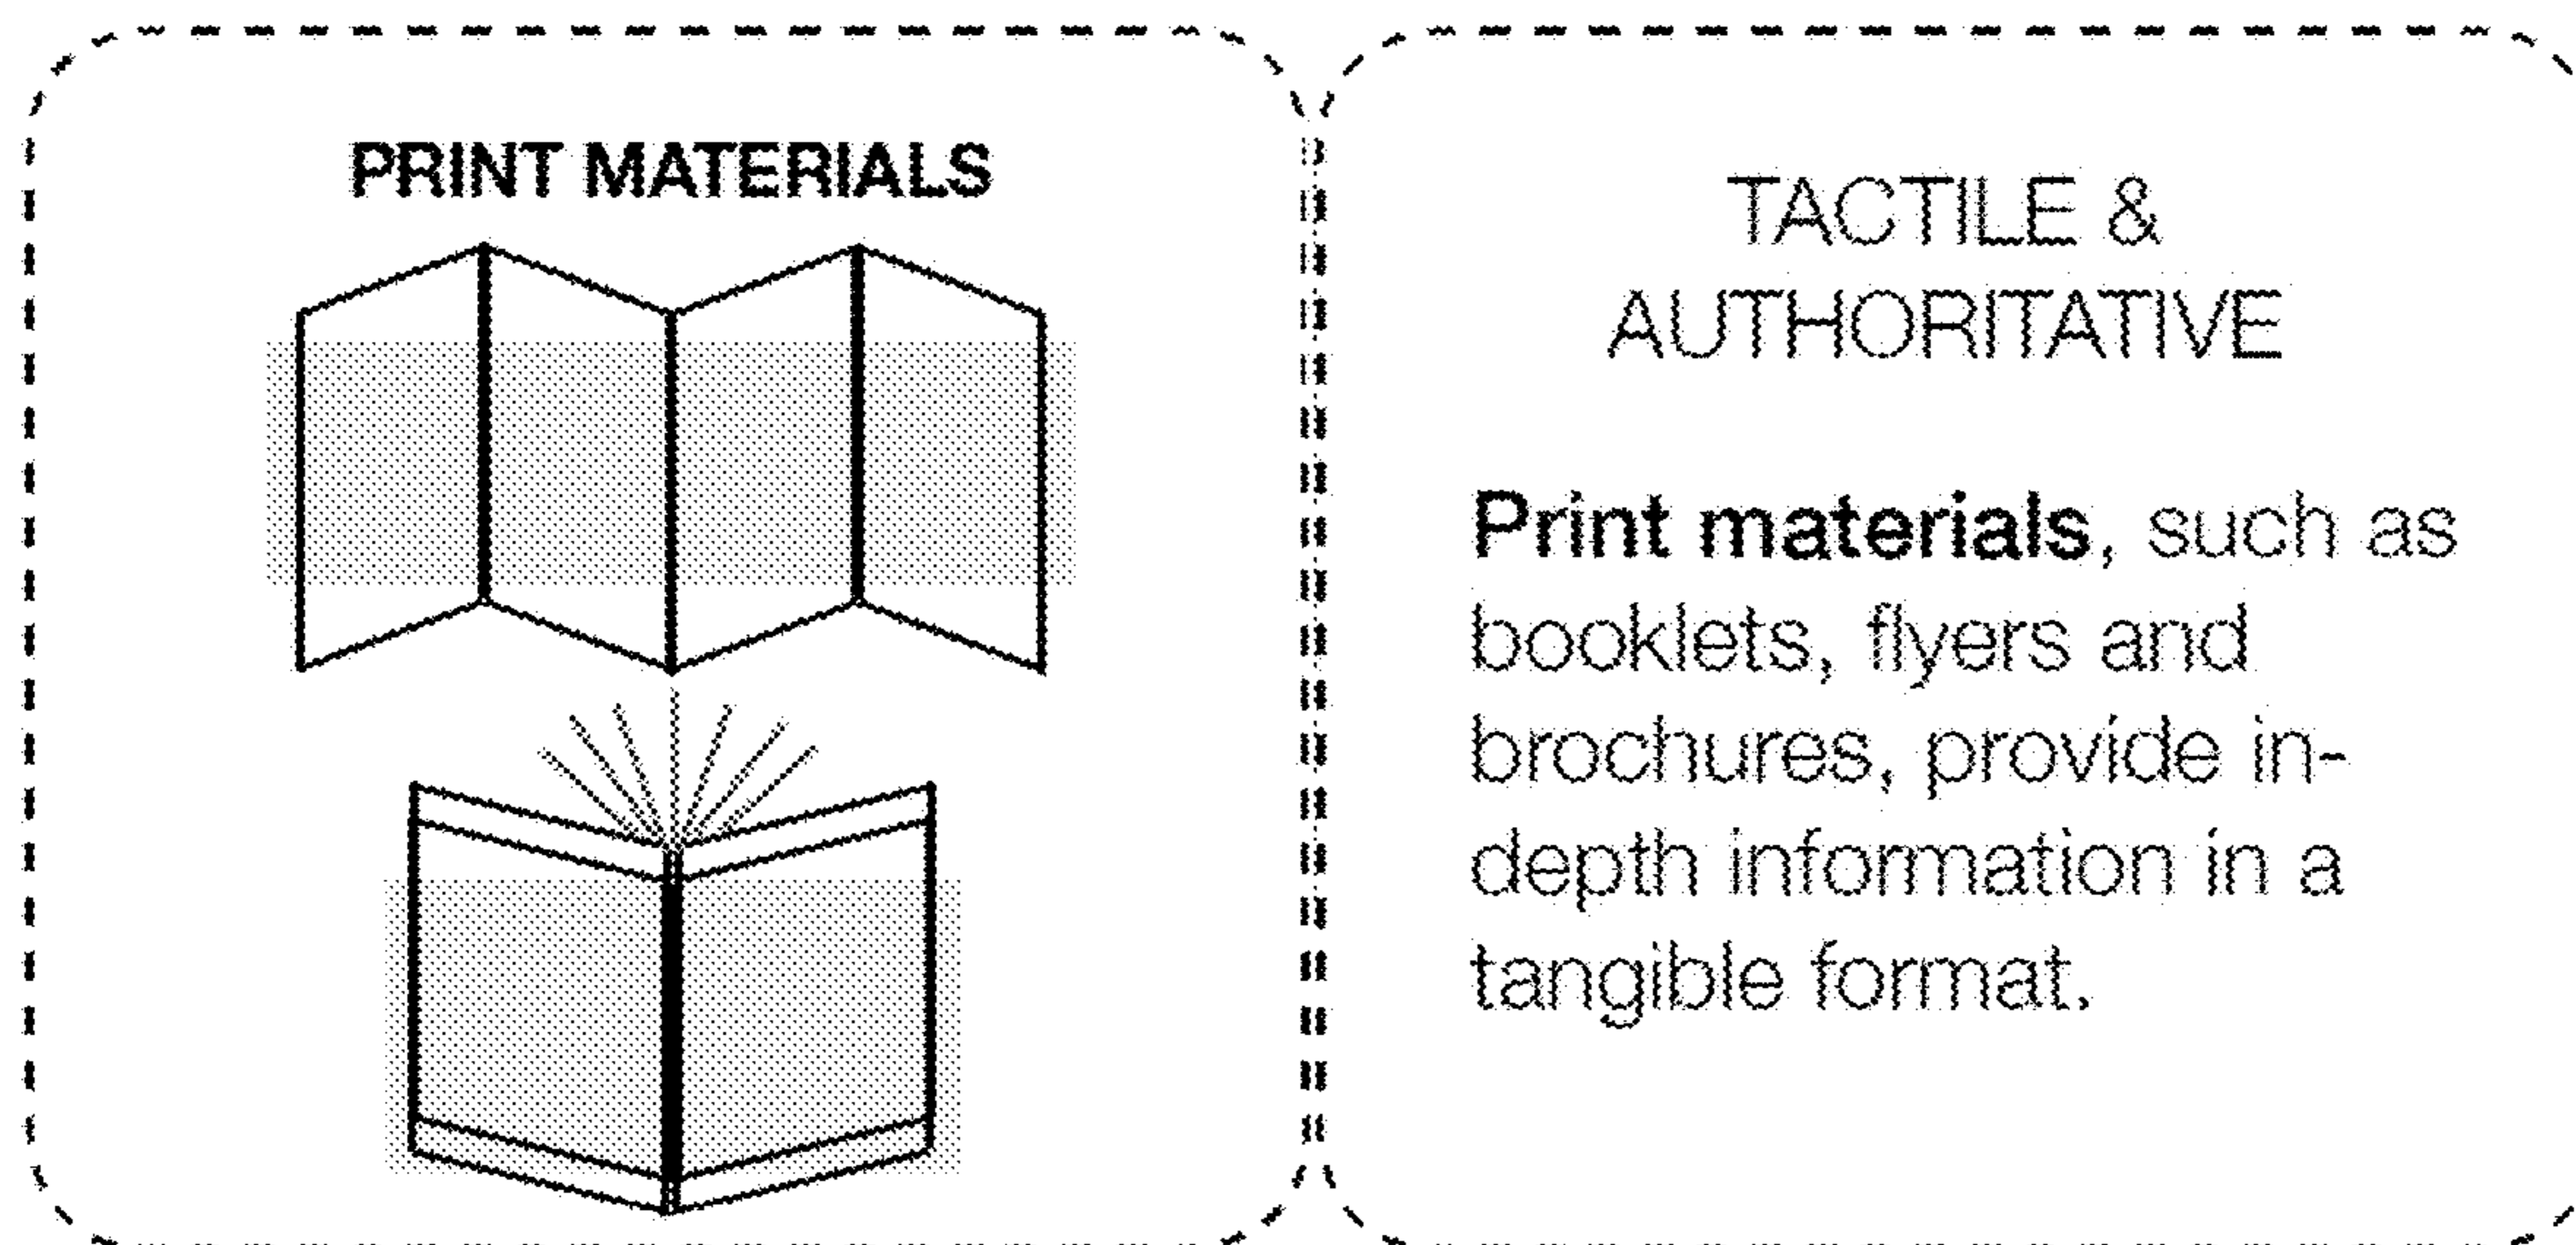 PRINT MATERIALS
TACTILE &
AUTHORITATIVE
Print materials, such as
booklets, flyers and
brochures, provide in-
depth information in a
tangible format.